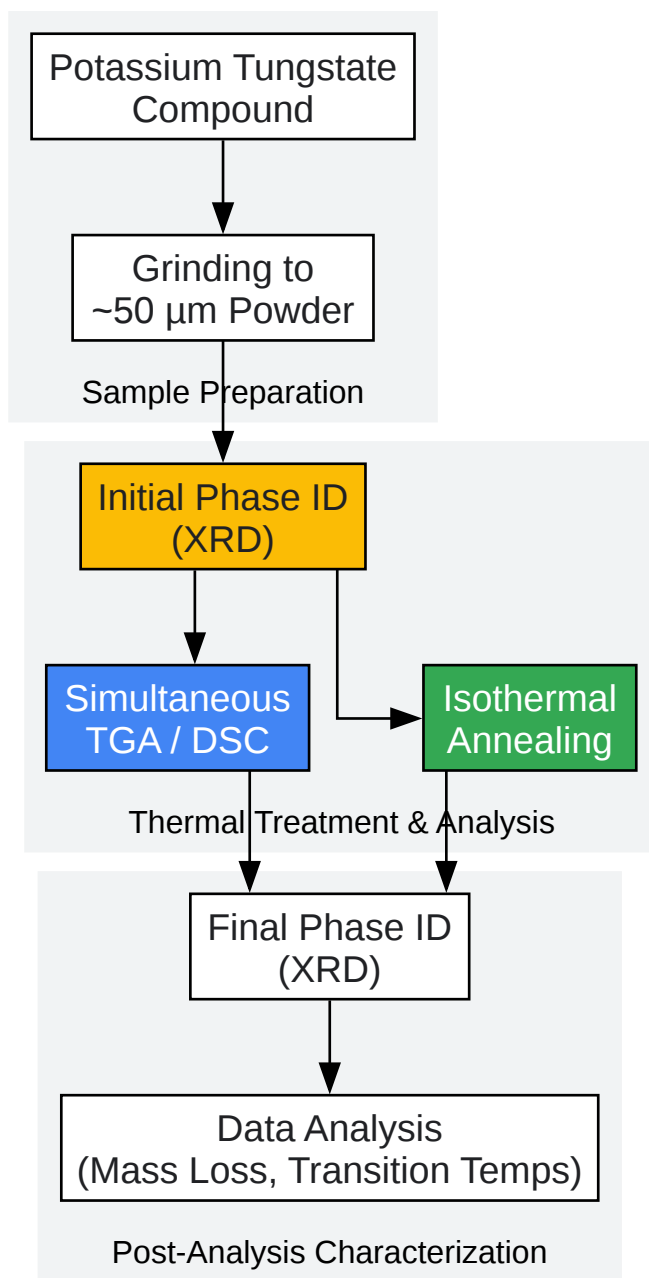 Potassium Tungstate
Compound
Grinding to
~50 µm Powder
Sample Preparation
Initial Phase ID
(XRD)
Simultaneous
TGA / DSC
Isothermal
Annealing
Thermal Treatment & Analysis
Final Phase ID
(XRD)
Data Analysis
(Mass Loss, Transition Temps)
Post-Analysis Characterization